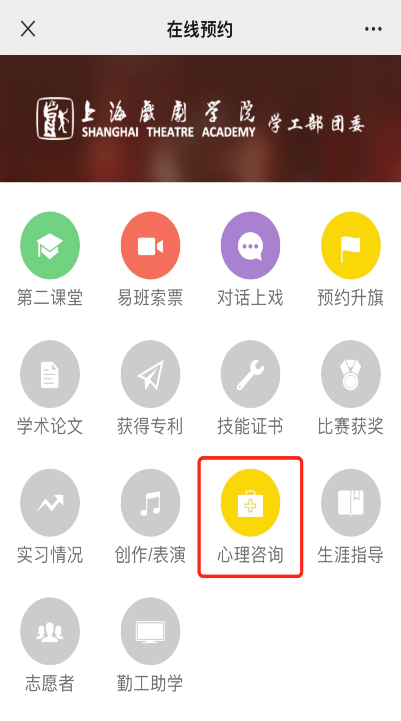 在线预约
上海戏剧学院 学工部 团委
SHANGHAI THEATRE ACADEMY
第二课堂 易班索票 对话上戏 预约升旗
学术论文 获得专利 技能证书 比赛获奖
实习情况 创作/表演 心理咨询 生涯指导
志愿者 勤工助学